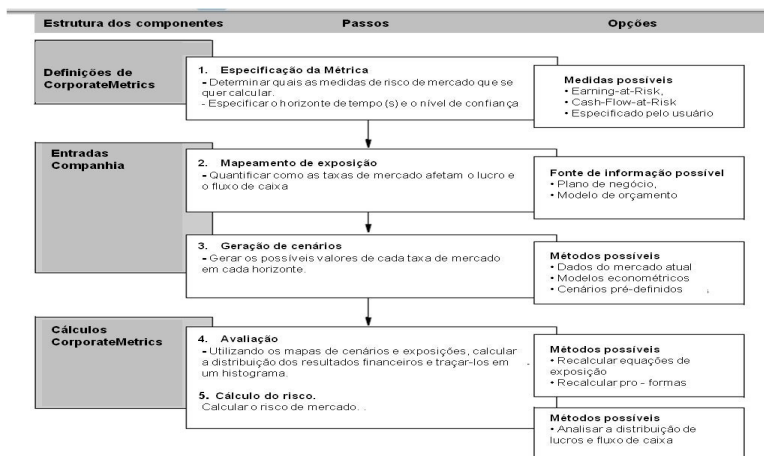 Estrutura dos componentes Passos Opções
Definições de
CorporateMetrics
1. Especificação da Métrica
- Determinar quais as medidas de risco de mercado que se
quer calcular.
- Especificar o horizonte de tempo (s) e o nível de confiança
Medidas possíveis
• Earning-at-Risk,
• Cash-Flow-at-Risk
• Especificado pelo usuário
Entradas
Companhia
2. Mapeamento de exposição
- Quantificar como as taxas de mercado afetam o lucro e
o fluxo de caixa
Fonte de informação possível
• Plano de negócio,
• Modelo de orçamento
3. Geração de cenários
- Gerar os possíveis valores de cada taxa de mercado
em cada horizonte.
Métodos possíveis
• Dados do mercado atual
• Modelos econométricos
• Cenários pré-definidos
Cálculos
CorporateMetrics
4. Avaliação
- Utilizando os mapas de cenários e exposições, calcular
a distribuição dos resultados financeiros e traçar-los em
um histograma.
5. Cálculo do risco.
Calcular o risco de mercado. .
Métodos possíveis
• Recalcular equações de
exposição
• Recalcular pro - formas
Métodos possíveis
• Analisar a distribuição de
lucros e fluxo de caixa